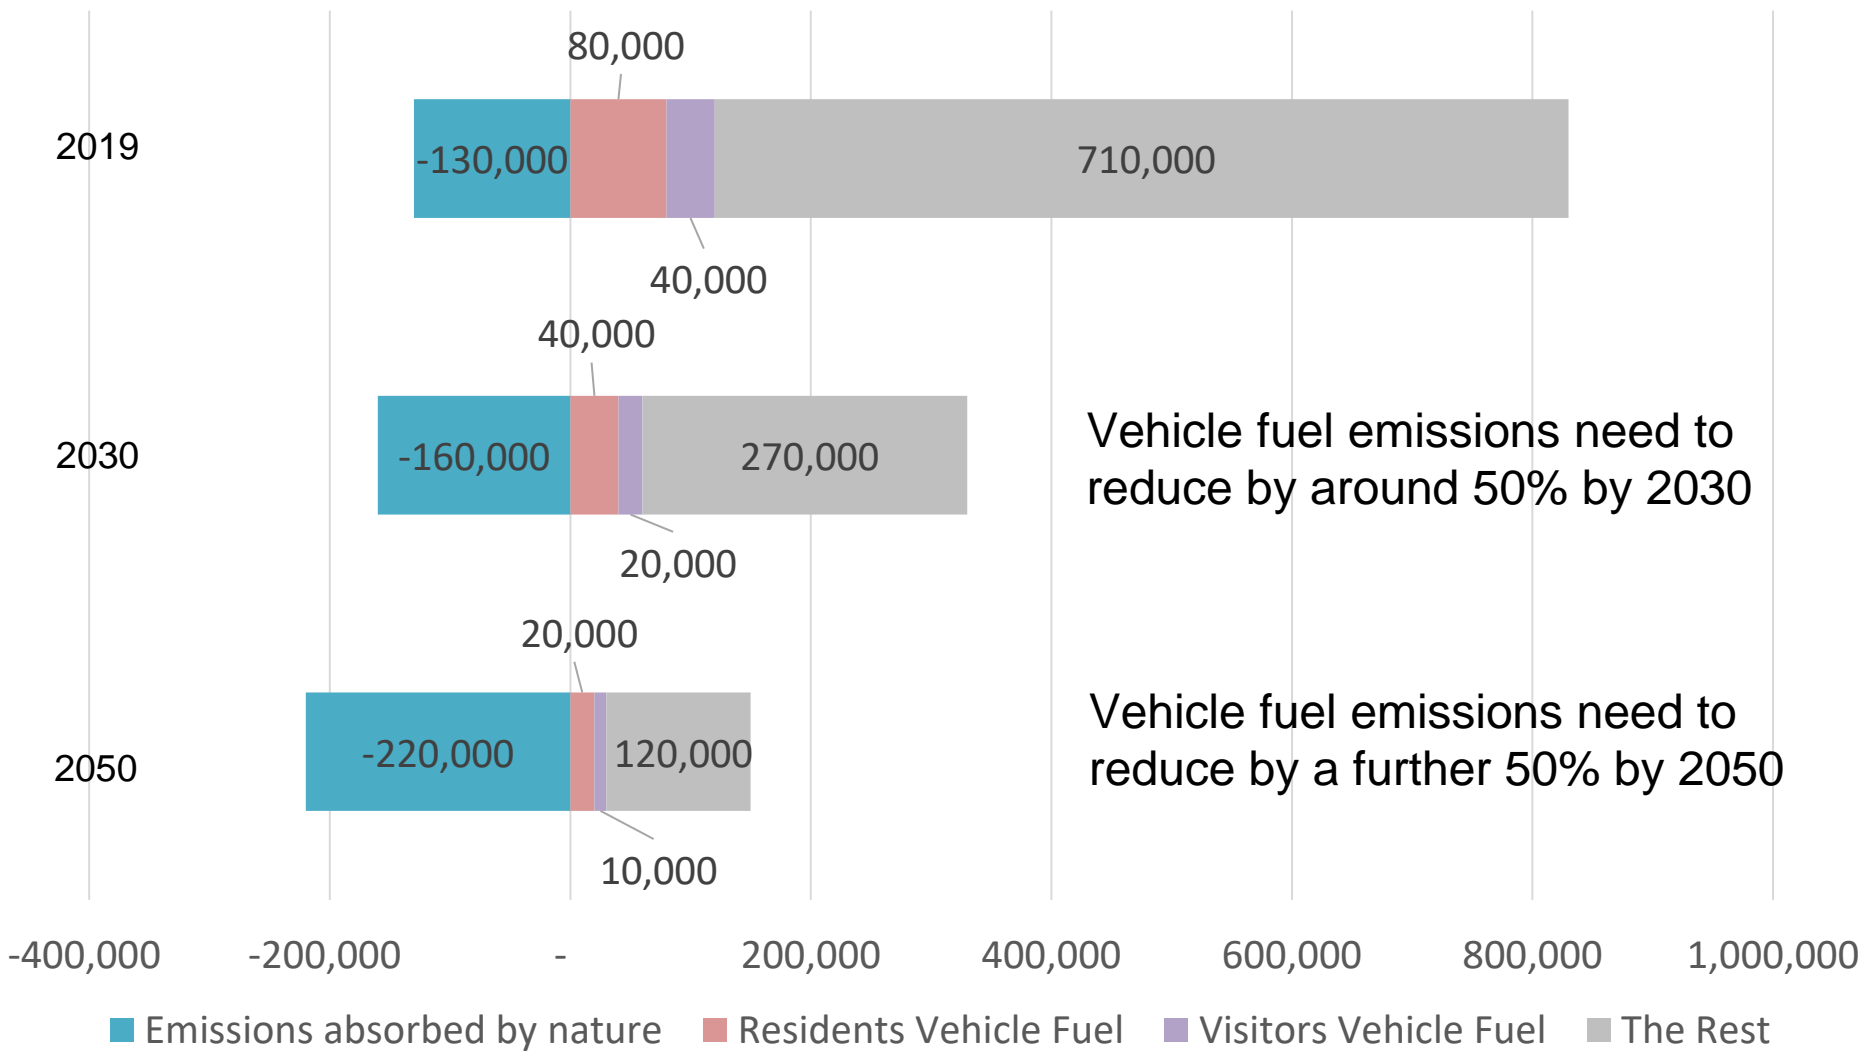 80,000
2019
-130,000
710,000
40,000
40,000
2030
-160,000
270,000
Vehicle fuel emissions need to
reduce by around 50% by 2030
20,000
20,000
2050
-220,000
120,000
Vehicle fuel emissions need to
reduce by a further 50% by 2050
10,000
-400,000 -200,000 - 200,000 400,000 600,000 800,000 1,000,000
Emissions absorbed by nature Residents Vehicle Fuel Visitors Vehicle Fuel The Rest